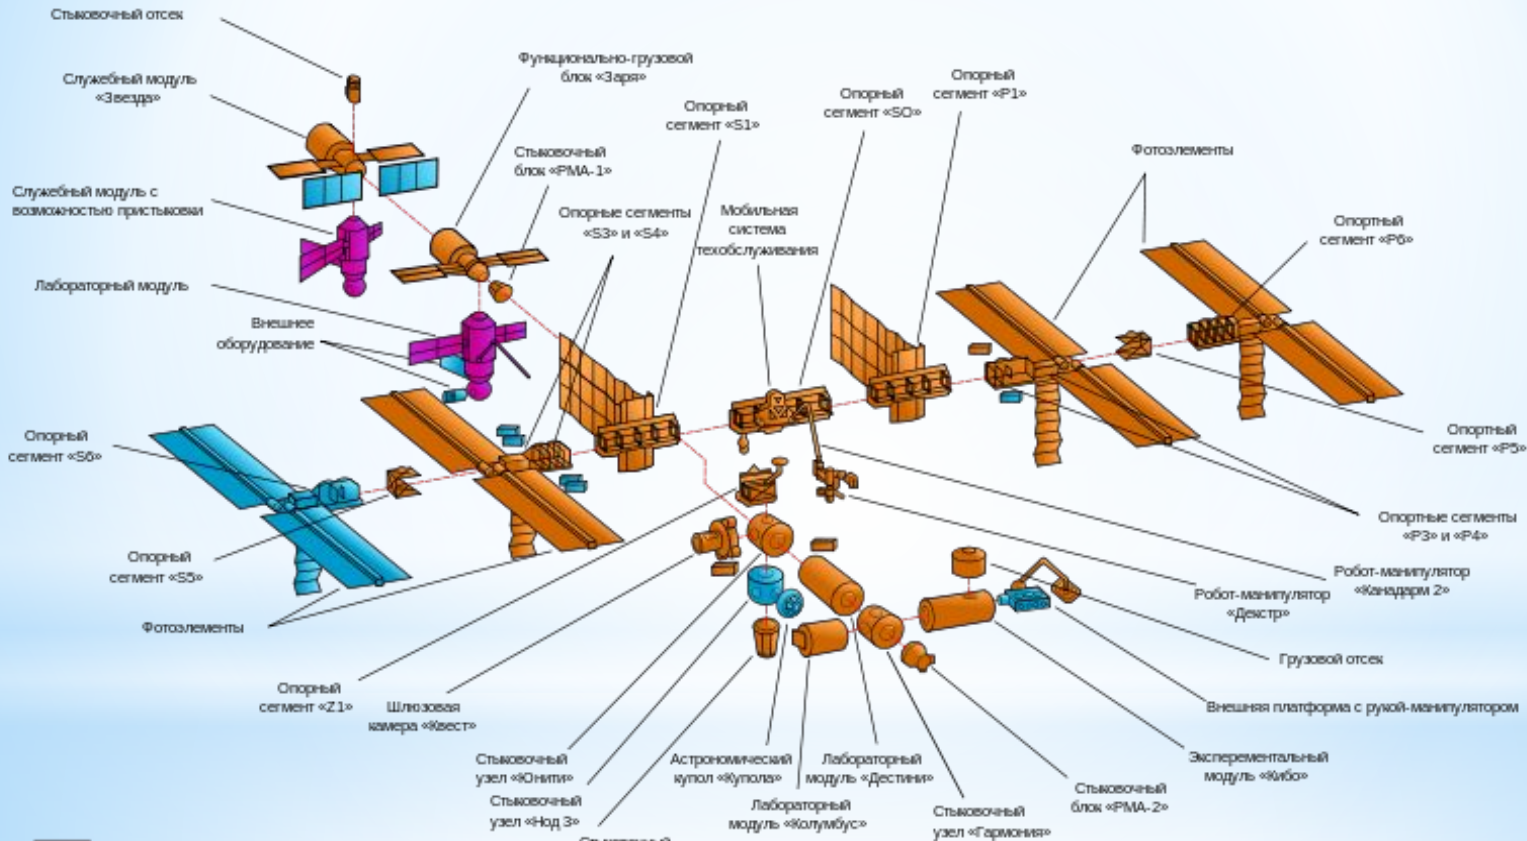 Стыковочный отсек
Служебный модуль
«Звезда»
Функционально-грузовой
блок «Заря»
Опорный
сегмент «S1»
Опорный
сегмент «SO»
Опорный
сегмент «P1»
Фотоэлементы
Стыковочный
блок «PMA-1»
Служебный модуль с
возможностью пристыковки
Опорные сегменты
«S3» и «S4»
Мобильная
система
техобслуживания
Опортный
сегмент «P6»
Лабораторный модуль
Внешнее
оборудование
Опорный
сегмент «S6»
Опортный
сегмент «P5»
Опорный
сегмент «S5»
Опортные сегменты
«P3» и «P4»
Робот-манипулятор
«Канадарм 2»
Робот-манипулятор
«Декстр»
Фотоэлементы
Грузовой отсек
Опорный
сегмент «Z1»
Шлюзовая
камера «Квест»
Внешняя платформа с рукой-манипулятором
Стыковочный
узел «Юнити»
Астрономический
купол «Купола»
Лабораторный
модуль «Дестини»
Эксперементальный
модуль «Кибо»
Стыковочный
узел «Нод 3»
Лабораторный
модуль «Колумбус»
Стыковочный
узел «Гармония»
Стыковочный
блок «PMA-2»